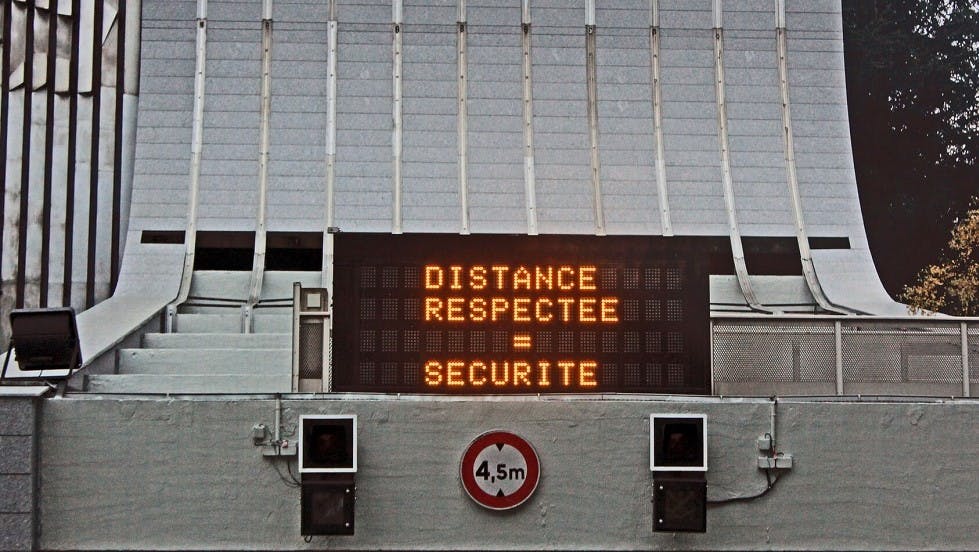 DISTANCE
RESPECTEE
=
SECURITE
4,5m